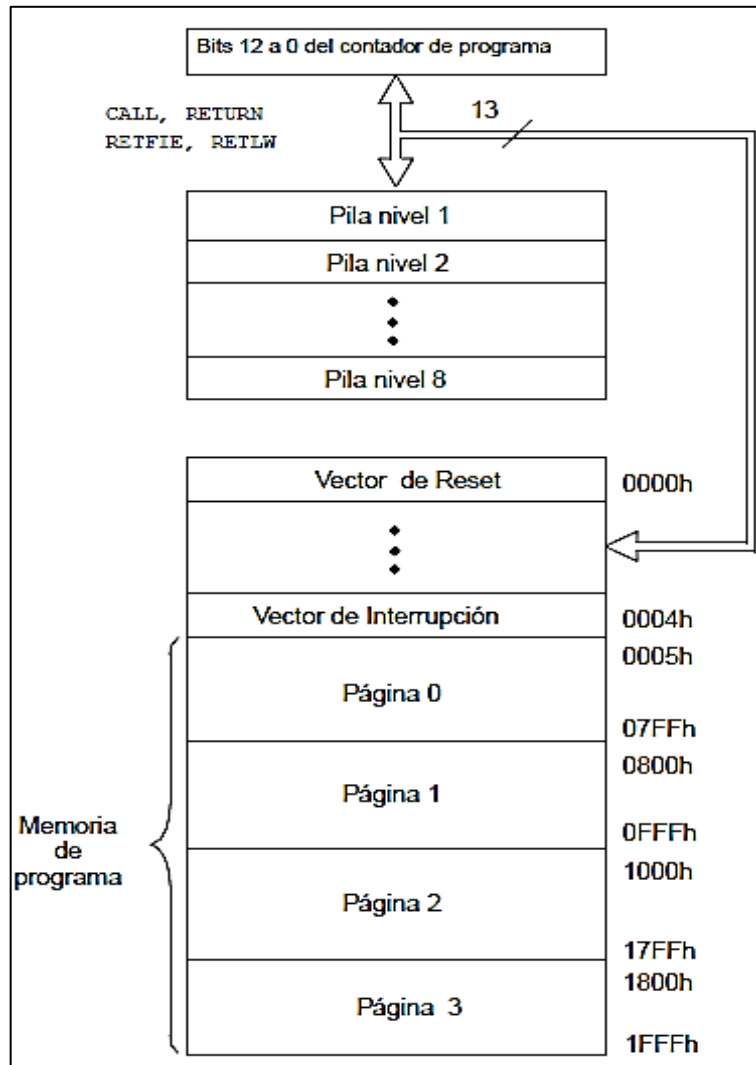 Bits 12 a 0 del contador de programa
CALL, RETURN
RETFIE, RETLW
13
Pila nivel 1
Pila nivel 2
Pila nivel 8
Vector de Reset
0000h
Vector de Interrupción
0004h
0005h
Página 0
07FFh
0800h
Página 1
0FFFh
Memoria
de
programa
1000h
Página 2
17FFh
1800h
Página 3
1FFFh